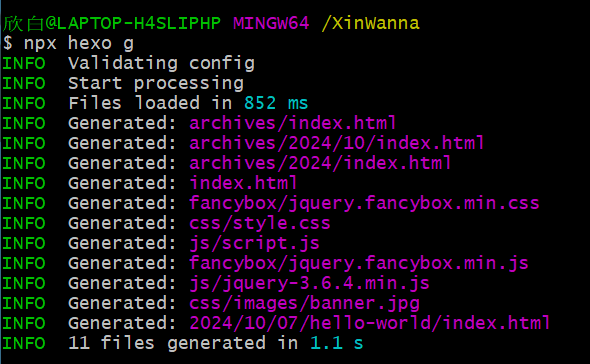 欣白@LAPTOP-H4SLIPHP MINGW64 /XinWanna
$ npx hexo g
INFO  Validating config
INFO  Start processing
INFO  Files loaded in 852 ms
INFO  Generated: archives/index.html
INFO  Generated: archives/2024/10/index.html
INFO  Generated: archives/2024/index.html
INFO  Generated: index.html
INFO  Generated: fancybox/jquery.fancybox.min.css
INFO  Generated: css/style.css
INFO  Generated: js/script.js
INFO  Generated: fancybox/jquery.fancybox.min.js
INFO  Generated: js/jquery-3.6.4.min.js
INFO  Generated: css/images/banner.jpg
INFO  Generated: 2024/10/07/hello-world/index.html
INFO  11 files generated in 1.1 s